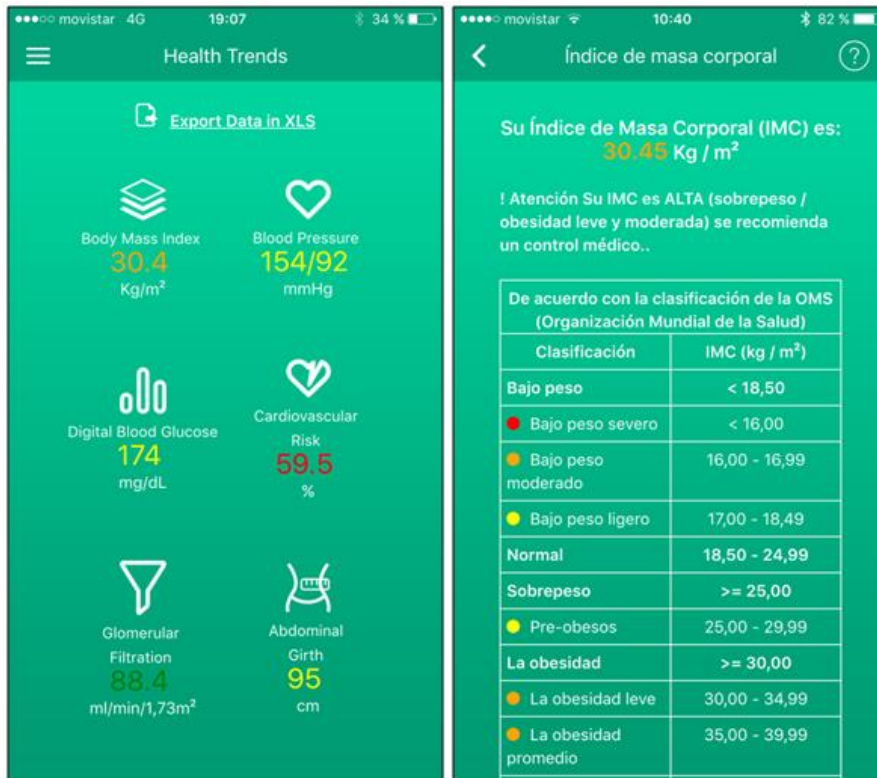 movistar 4G 19:07 34 %
Health Trends
Export Data in XLS
Body Mass Index
30.4
Kg/m²
Blood Pressure
154/92
mmHg
Digital Blood Glucose
174
mg/dL
Cardiovascular
Risk
59.5
%
Glomerular
Filtration
88.4
ml/min/1,73m²
Abdominal
Girth
95
cm
movistar 10:40 82 %
Índice de masa corporal ?
Su Índice de Masa Corporal (IMC) es:
30.45 Kg / m²
! Atención Su IMC es ALTA (sobrepeso /
obesidad leve y moderada) se recomienda
un control médico..
De acuerdo con la clasificación de la OMS
(Organización Mundial de la Salud)
Clasificación IMC (kg / m²)
Bajo peso < 18,50
Bajo peso severo < 16,00
Bajo peso 16,00 - 16,99
moderado
Bajo peso ligero 17,00 - 18,49
Normal 18,50 - 24,99
Sobrepeso >= 25,00
Pre-obesos 25,00 - 29,99
La obesidad >= 30,00
La obesidad leve 30,00 - 34,99
La obesidad 35,00 - 39,99
promedio